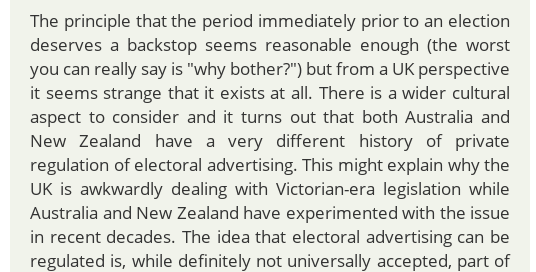 The principle that the period immediately prior to an election
deserves a backstop seems reasonable enough (the worst
you can really say is "why bother?") but from a UK perspective
it seems strange that it exists at all. There is a wider cultural
aspect to consider and it turns out that both Australia and
New Zealand have a very different history of private
regulation of electoral advertising. This might explain why the
UK is awkwardly dealing with Victorian-era legislation while
Australia and New Zealand have experimented with the issue
in recent decades. The idea that electoral advertising can be
regulated is, while definitely not universally accepted, part of